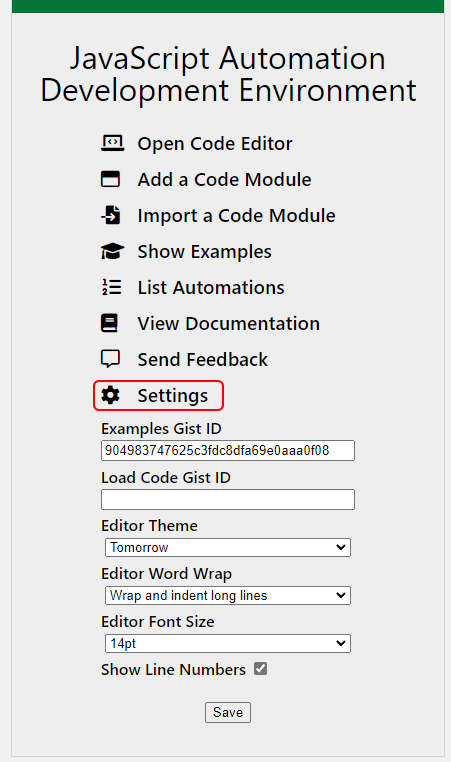 JavaScript Automation
Development Environment
Open Code Editor
Add a Code Module
Import a Code Module
Show Examples
List Automations
View Documentation
Send Feedback
Settings
Examples Gist ID
904983747625c3fdc8dfa69e0aaa0f08
Load Code Gist ID
Editor Theme
Tomorrow
Editor Word Wrap
Wrap and indent long lines
Editor Font Size
14pt
Show Line Numbers
Save